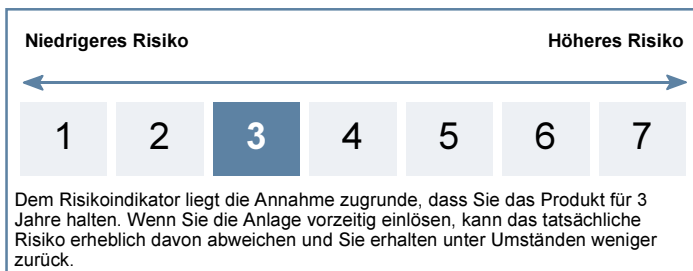 Niedrigeres Risiko Höheres Risiko
1 2 3 4 5 6 7
Dem Risikoindikator liegt die Annahme zugrunde, dass Sie das Produkt für 3
Jahre halten. Wenn Sie die Anlage vorzeitig einlösen, kann das tatsächliche
Risiko erheblich davon abweichen und Sie erhalten unter Umständen weniger
zurück.